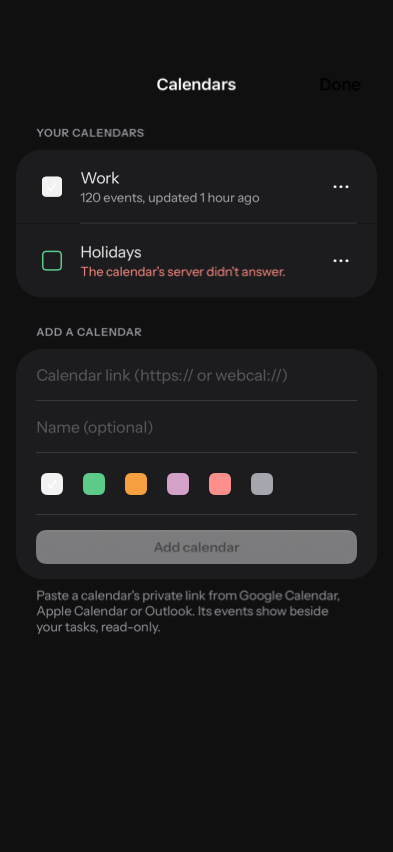 Calendars
Done
YOUR CALENDARS
Work
120 events, updated 1 hour ago
Holidays
The calendar's server didn't answer.
ADD A CALENDAR
Calendar link (https:// or webcal://)
Name (optional)
Add calendar
Paste a calendar's private link from Google Calendar,
Apple Calendar or Outlook. Its events show beside
your tasks, read-only.